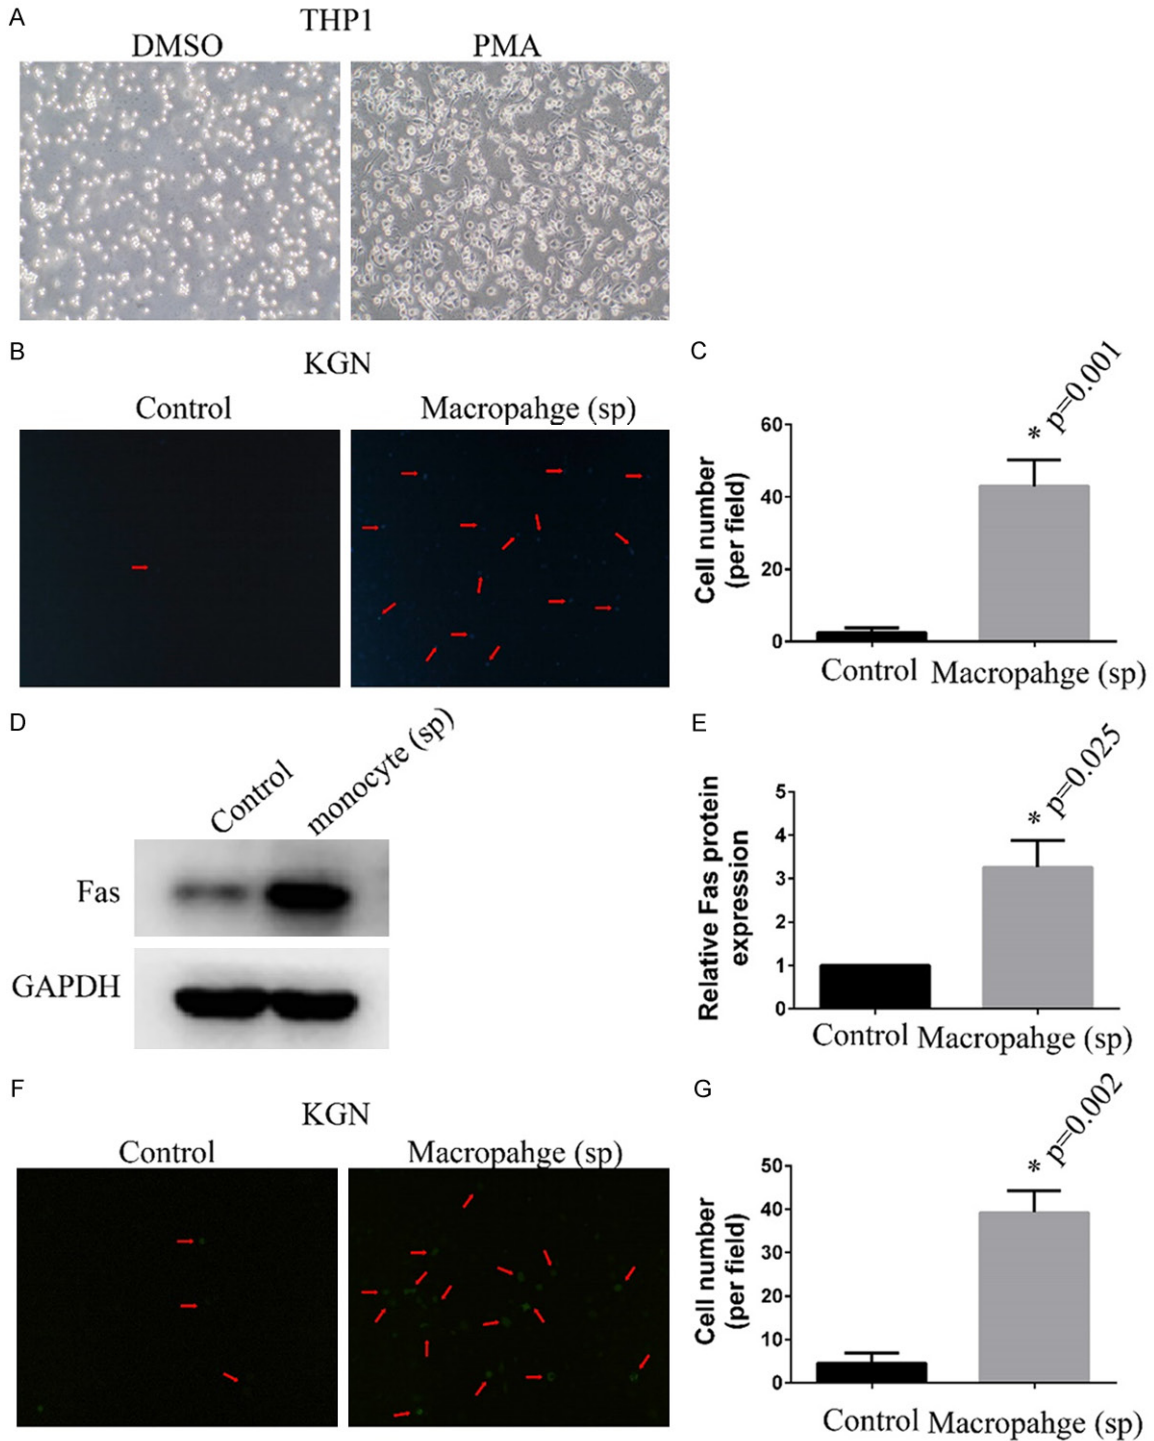 A
THP1
DMSO
PMA
B
KGN
Control
Macropahge (sp)
C
Cell number
(per field)
60
40
20
0
* p=0.001
Control
Macropahge (sp)
D
Control
monocyte (sp)
Fas
GAPDH
E
Relative Fas protein
expression
5
4
3
2
1
0
* p=0.025
Control
Macropahge (sp)
F
KGN
Control
Macropahge (sp)
G
Cell number
(per field)
50
40
30
20
10
0
* p=0.002
Control
Macropahge (sp)